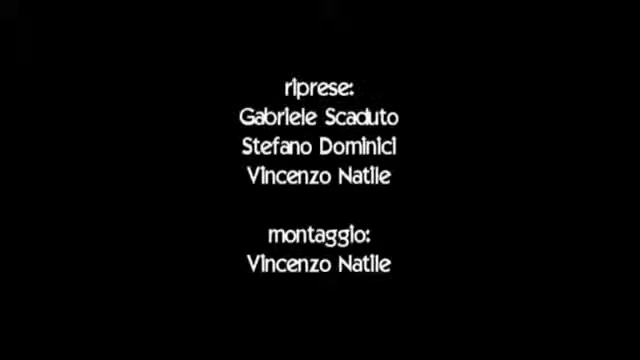 riprese:
Gabriele Scaduto
Stefano Dominici
Vincenzo Natile
montaggio:
Vincenzo Natile